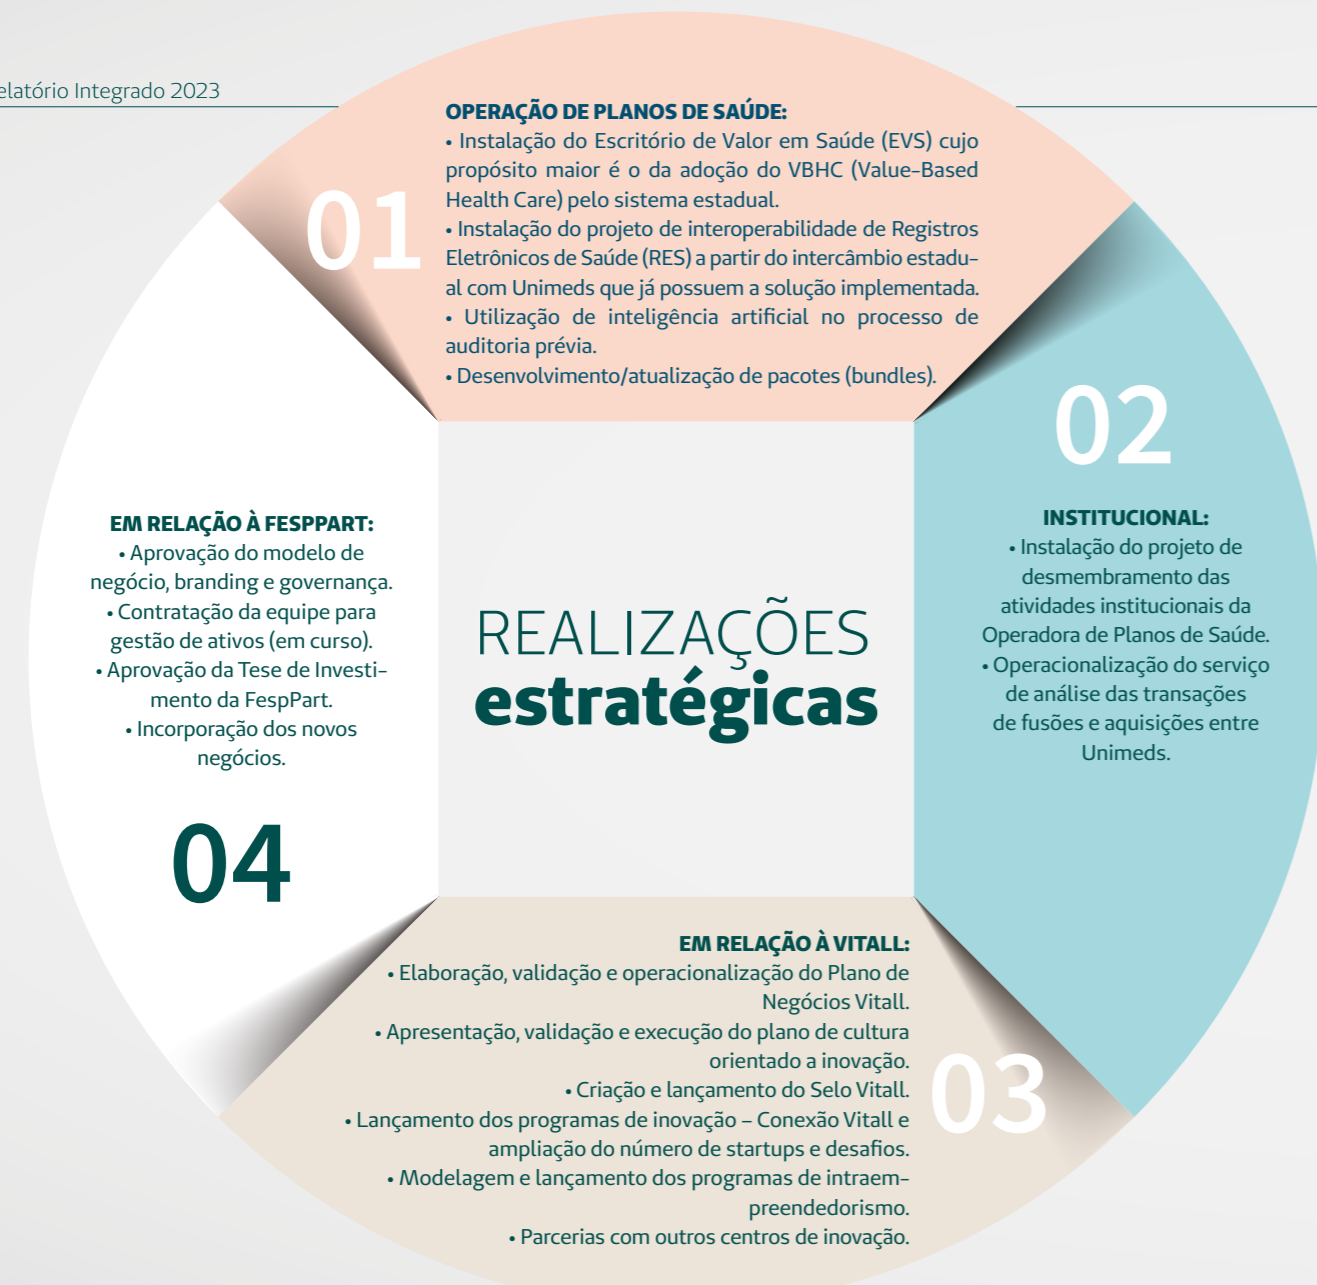 elatório Integrado 2023
01
OPERAÇÃO DE PLANOS DE SAÚDE:
• Instalação do Escritório de Valor em Saúde (EVS) cujo
propósito maior é o da adoção do VBHC (Value-Based
Health Care) pelo sistema estadual.
• Instalação do projeto de interoperabilidade de Registros
Eletrônicos de Saúde (RES) a partir do intercâmbio estadu-
al com Unimeds que já possuem a solução implementada.
• Utilização de inteligência artificial no processo de
auditoria prévia.
• Desenvolvimento/atualização de pacotes (bundles).
02
INSTITUCIONAL:
• Instalação do projeto de
desmembramento das
atividades institucionais da
Operadora de Planos de Saúde.
• Operacionalização do serviço
de análise das transações
de fusões e aquisições entre
Unimeds.
REALIZAÇÕES
estratégicas
EM RELAÇÃO À VITALL:
• Elaboração, validação e operacionalização do Plano de
Negócios Vitall.
• Apresentação, validação e execução do plano de cultura
orientado a inovação.
• Criação e lançamento do Selo Vitall.
• Lançamento dos programas de inovação – Conexão Vitall e
ampliação do número de startups e desafios.
• Modelagem e lançamento dos programas de intraem-
preendedorismo.
• Parcerias com outros centros de inovação.
03
EM RELAÇÃO À FESPPART:
• Aprovação do modelo de
negócio, branding e governança.
• Contratação da equipe para
gestão de ativos (em curso).
• Aprovação da Tese de Investi-
mento da FespPart.
• Incorporação dos novos
negócios.
04